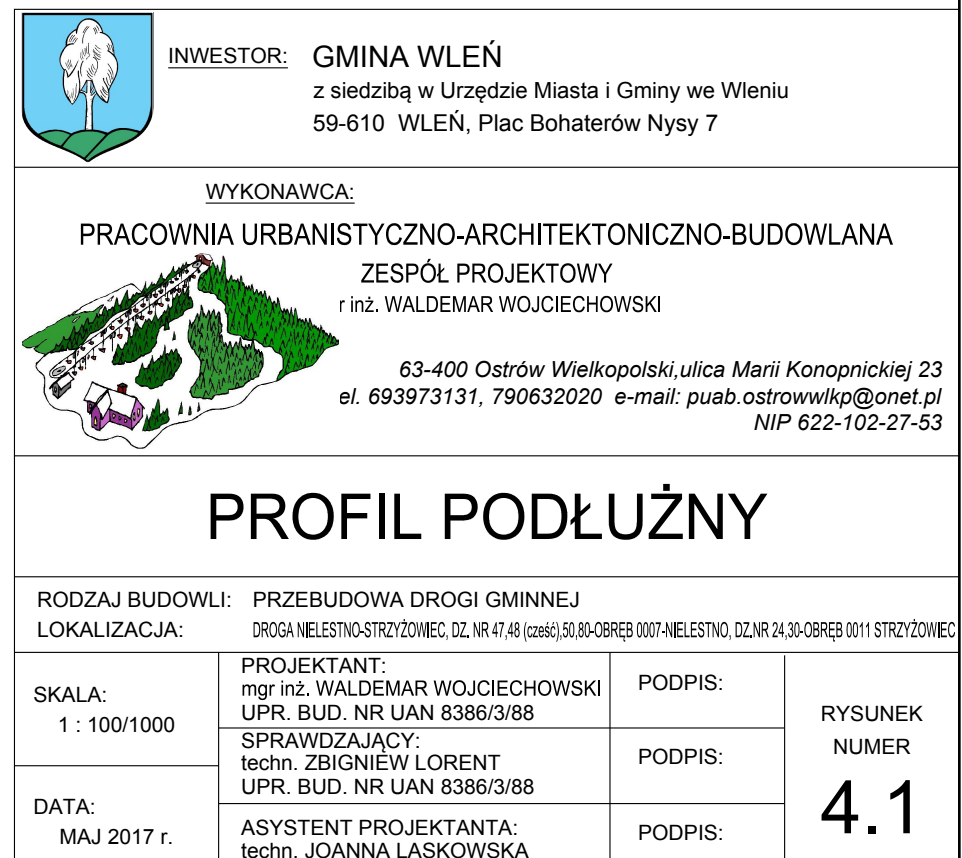 INWESTOR: GMINA WLEŃ
z siedzibą w Urzędzie Miasta i Gminy we Wleniu
59-610 WLEŃ, Plac Bohaterów Nysy 7
WYKONAWCA:
PRACOWNIA URBANISTYCZNO-ARCHITEKTONICZNO-BUDOWLANA
ZESPÓŁ PROJEKTOWY
r inż. WALDEMAR WOJCIECHOWSKI
63-400 Ostrów Wielkopolski,ulica Marii Konopnickiej 23
el. 693973131, 790632020 e-mail: puab.ostrowwlkp@onet.pl
NIP 622-102-27-53
PROFIL PODŁUŻNY
RODZAJ BUDOWLI: PRZEBUDOWA DROGI GMINNEJ
LOKALIZACJA: DROGA NIELESTNO-STRZYŻOWIEC, DZ. NR 47,48 (cześć),50,80-OBRĘB 0007-NIELESTNO, DZ.NR 24,30-OBRĘB 0011 STRZYŻOWIEC
SKALA:
1 : 100/1000
PROJEKTANT:
mgr inż. WALDEMAR WOJCIECHOWSKI
UPR. BUD. NR UAN 8386/3/88
PODPIS:
SPRAWDZAJĄCY:
techn. ZBIGNIEW LORENT
UPR. BUD. NR UAN 8386/3/88
PODPIS:
DATA:
MAJ 2017 r.
ASYSTENT PROJEKTANTA:
techn. JOANNA LASKOWSKA
PODPIS:
RYSUNEK
NUMER
4.1